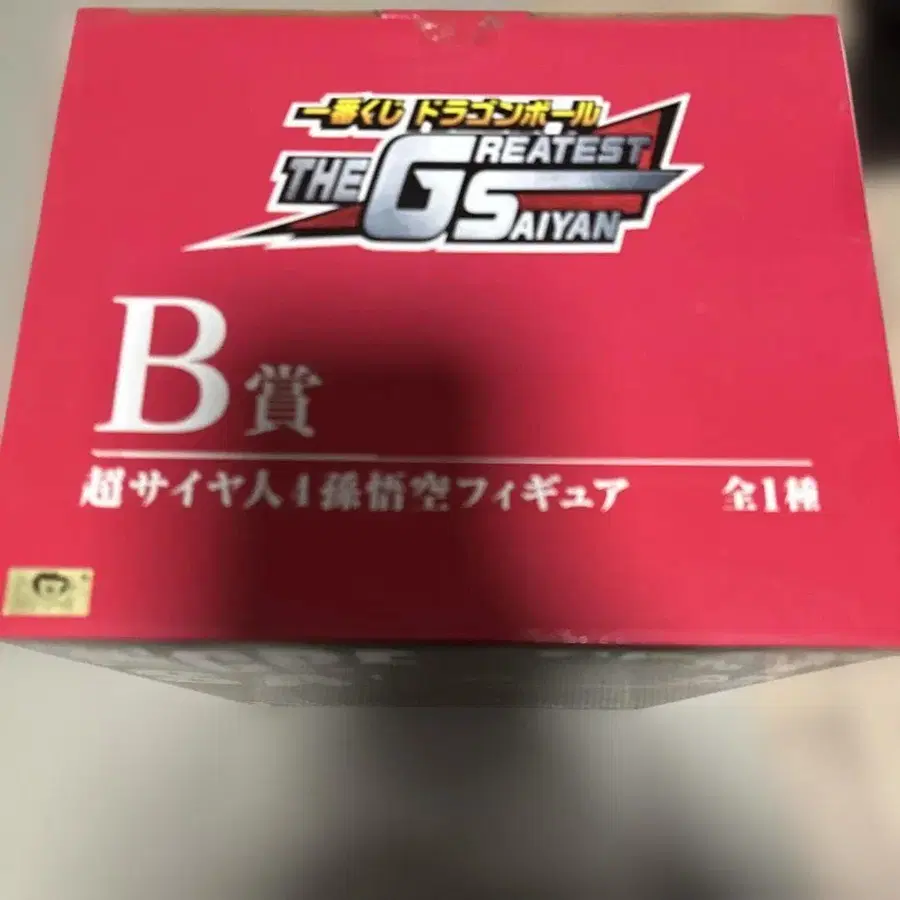 一番くじ ドラゴンボール
THE GREATEST SAIYAN
B賞
超サイヤ人4孫悟空フィギュア 全1種